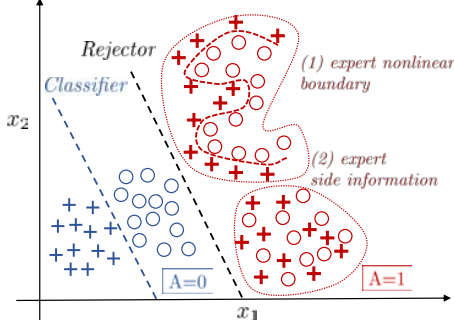 Rejector
Classifier
x₂
(1) expert nonlinear
boundary
(2) expert
side information
A=0
A=1
x₁